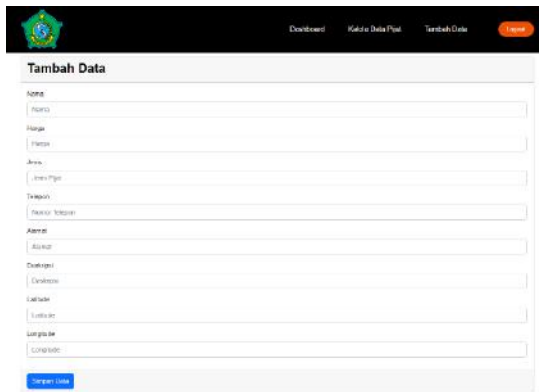 Dashboard Kelola Data Pijat Tambah Data Logout
Tambah Data
Nama
Nama
Harga
Harga
Jenis
Jenis Pijat
Telepon
Nomor Telepon
Alamat
Alamat
Deskripsi
Deskripsi
Latitude
Latitude
Longitude
Longitude
Simpan Data